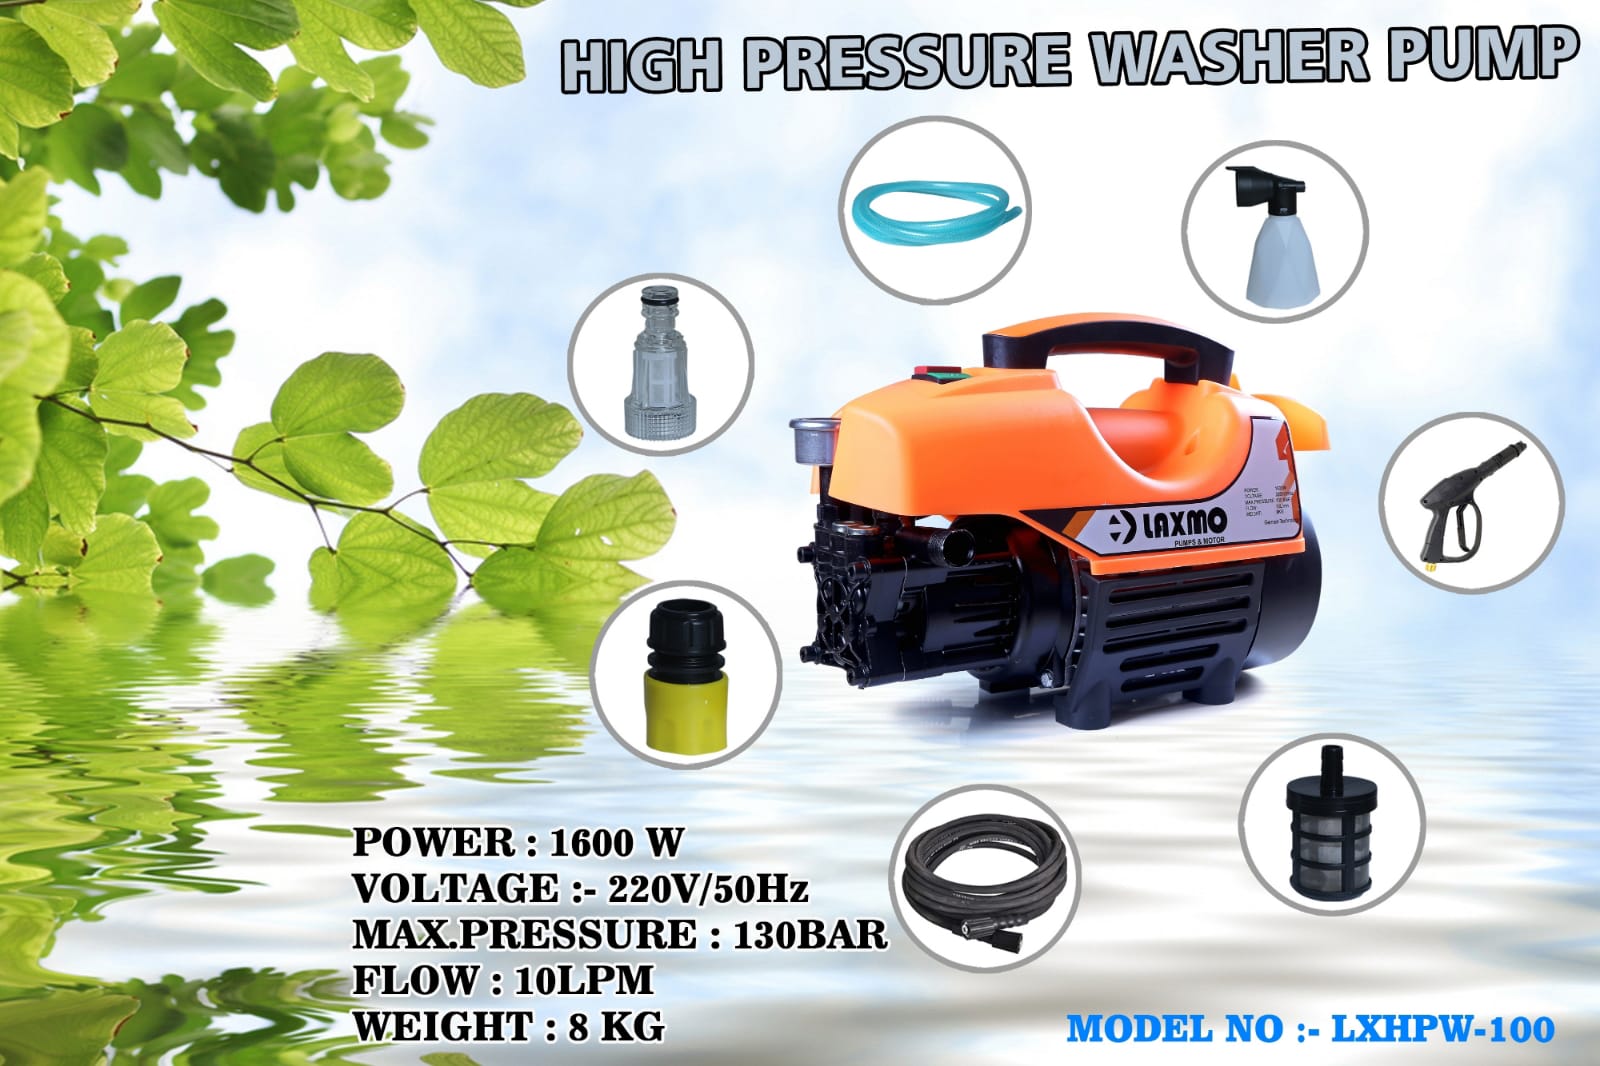 HIGH PRESSURE WASHER PUMP
LAXMO
PUMPS & MOTOR
POWER : 1600 W
VOLTAGE :- 220V/50Hz
MAX.PRESSURE : 130BAR
FLOW : 10LPM
WEIGHT : 8 KG
MODEL NO :- LXHPW-100